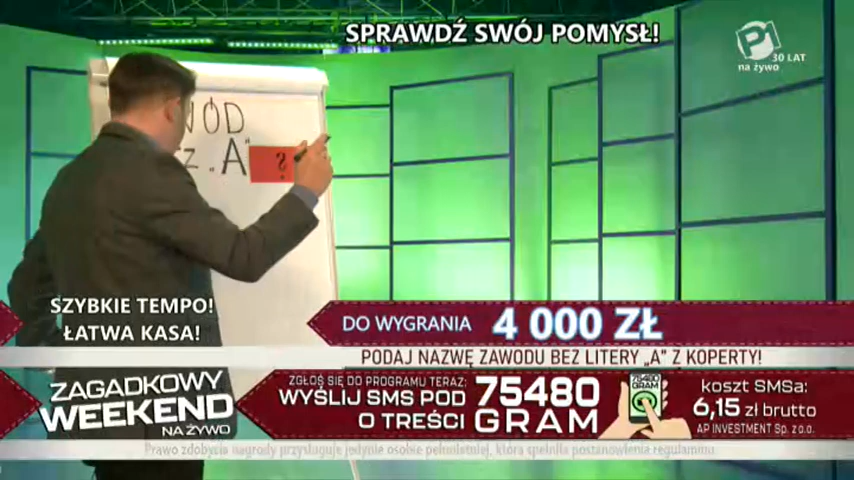 SPRAWDŹ SWÓJ POMYSŁ!
30 LAT
na żywo
ÓD
Z „A"
?
SZYBKIE TEMPO!
ŁATWA KASA!
DO WYGRANIA 4 000 ZŁ
PODAJ NAZWĘ ZAWODU BEZ LITERY „A" Z KOPERTY!
ZAGADKOWY
WEEKEND
NA ŻYWO
ZGŁOŚ SIĘ DO PROGRAMU TERAZ:
WYŚLIJ SMS POD 75480
O TREŚCI GRAM
75480
GRAM
koszt SMSa:
6,15 zł brutto
AP INVESTMENT Sp. z o.o.
Prawo zdobycia nagrody przysługuje jedynie osobie pełnoletniej, która spełniła postanowienia regulaminu